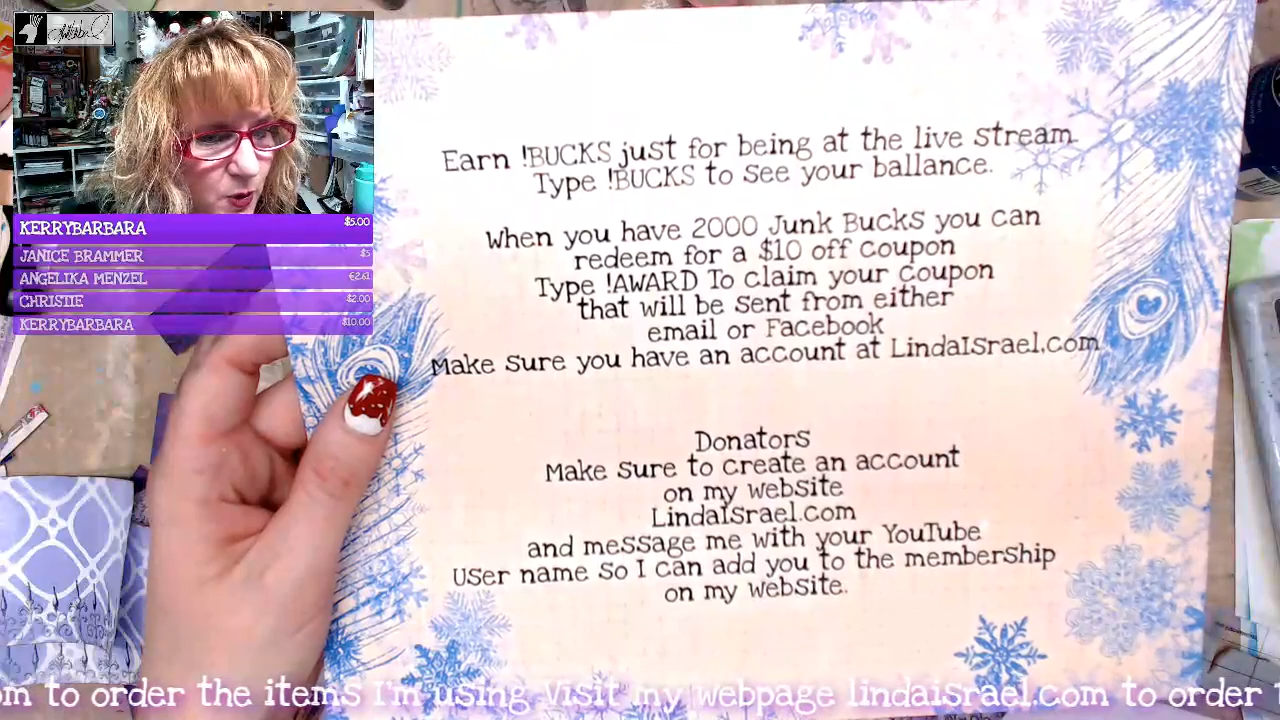 KERRYBARBARA $5.00
JANICE BRAMMER $5
ANGELIKA MENZEL €2.61
CHRISTIE $2.00
KERRYBARBARA $10.00
Earn !BUCKS just for being at the live stream.
Type !BUCKS to see your ballance.
When you have 2000 Junk Bucks you can
redeem for a $10 off coupon
Type !AWARD To claim your coupon
that will be sent from either
email or Facebook
Make sure you have an account at LindaIsrael.com
Donators
Make sure to create an account
on my website
LindaIsrael.com
and message me with your YouTube
User name so I can add you to the membership
on my website.
om to order the items I'm using Visit my webpage lindaisrael.com to order